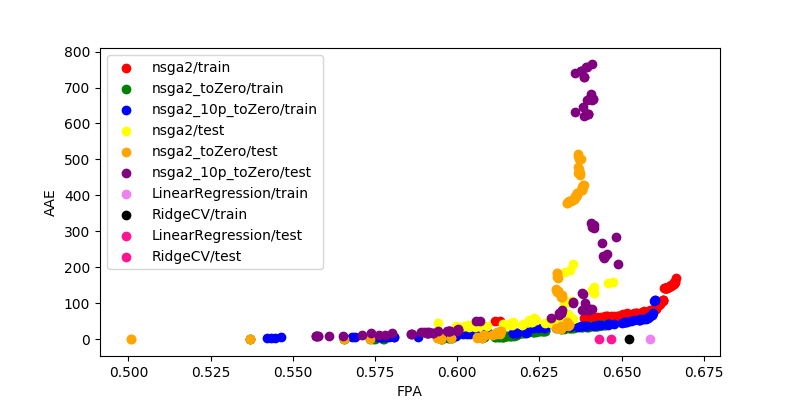 800
700
600
500
400
300
200
100
0
AAE
nsga2/train
nsga2_toZero/train
nsga2_10p_toZero/train
nsga2/test
nsga2_toZero/test
nsga2_10p_toZero/test
LinearRegression/train
RidgeCV/train
LinearRegression/test
RidgeCV/test
0.500 0.525 0.550 0.575 0.600 0.625 0.650 0.675
FPA